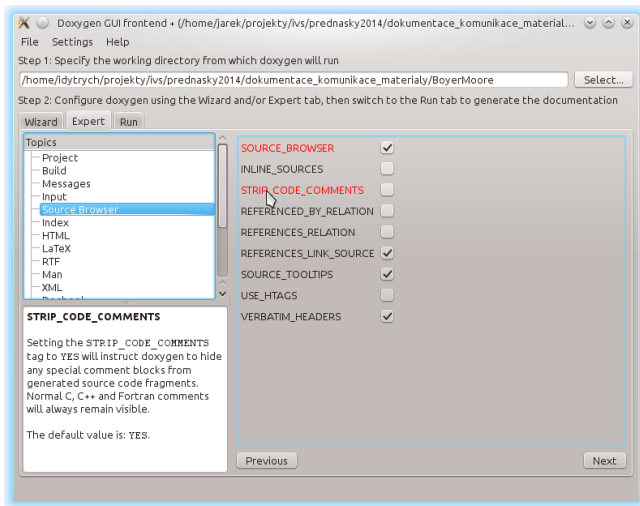 Doxygen GUI frontend + (/home/jarek/projekty/ivs/prednasky2014/dokumentace_komunikace_material...
File Settings Help
Step 1: Specify the working directory from which doxygen will run
/home/idytrych/projekty/ivs/prednasky2014/dokumentace_komunikace_materialy/BoyerMoore Select...
Step 2: Configure doxygen using the Wizard and/or Expert tab, then switch to the Run tab to generate the documentation
Wizard Expert Run
Topics
Project
Build
Messages
Input
Source Browser
Index
HTML
LaTeX
RTF
Man
XML
SOURCE_BROWSER
INLINE_SOURCES
STRIP_CODE_COMMENTS
REFERENCED_BY_RELATION
REFERENCES_RELATION
REFERENCES_LINK_SOURCE
SOURCE_TOOLTIPS
USE_HTAGS
VERBATIM_HEADERS
STRIP_CODE_COMMENTS
Setting the STRIP_CODE_COMMENTS
tag to YES will instruct doxygen to hide
any special comment blocks from
generated source code fragments.
Normal C, C++ and Fortran comments
will always remain visible.
The default value is: YES.
Previous Next